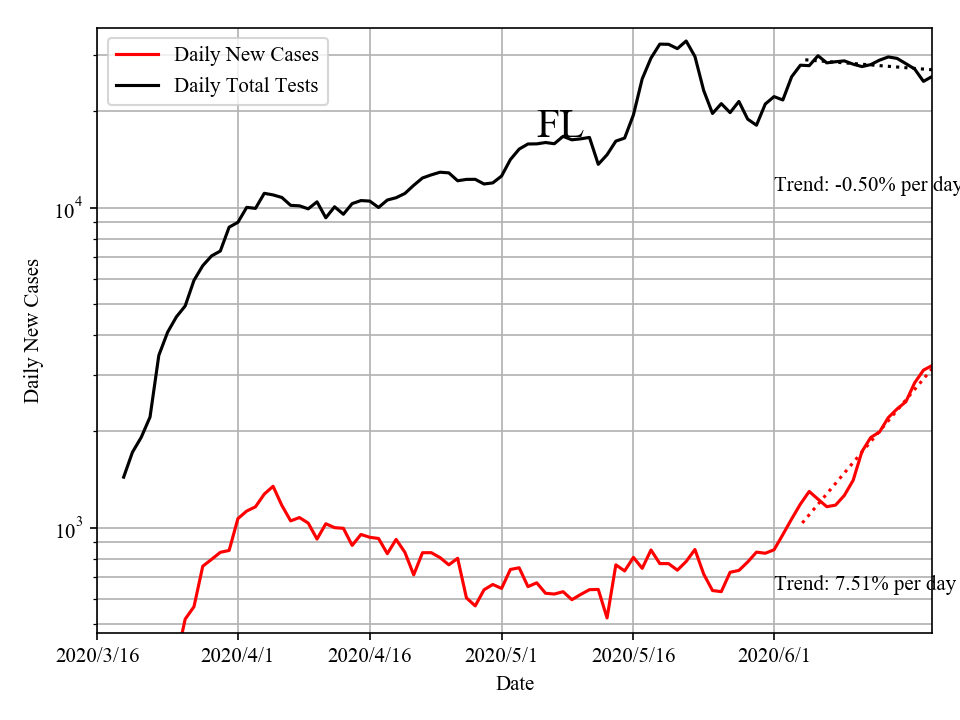 Daily New Cases
Daily Total Tests
FL
Trend: -0.50% per day
Trend: 7.51% per day
10^4
10^3
Daily New Cases
2020/3/16 2020/4/1 2020/4/16 2020/5/1 2020/5/16 2020/6/1
Date